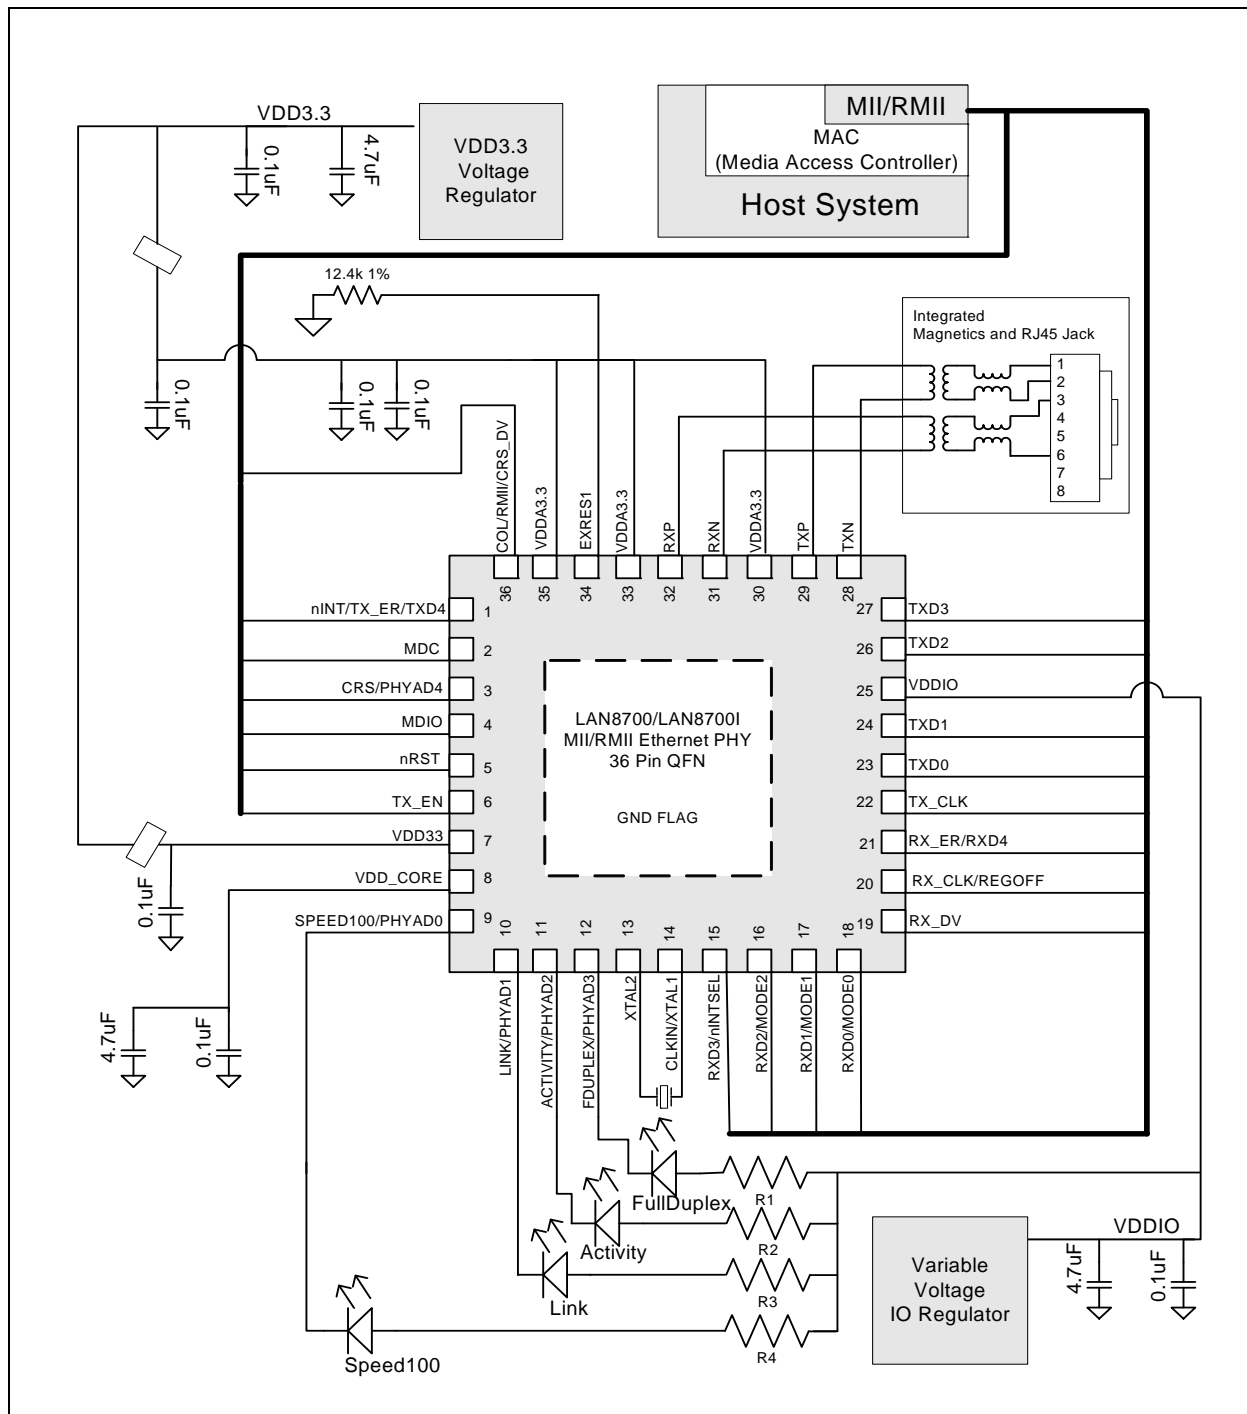 VDD3.3
0.1uF
4.7uF
VDD3.3
Voltage
Regulator
MII/RMII
MAC
(Media Access Controller)
Host System
12.4k 1%
0.1uF
0.1uF
0.1uF
Integrated
Magnetics and RJ45 Jack
1
2
3
4
5
6
7
8
COL/RMII/CRS_DV
VDDA3.3
EXRES1
VDDA3.3
RXP
RXN
VDDA3.3
TXP
TXN
36
35
34
33
32
31
30
29
28
nINT/TX_ER/TXD4
1
MDC
2
CRS/PHYAD4
3
MDIO
4
nRST
5
TX_EN
6
VDD33
7
VDD_CORE
8
SPEED100/PHYAD0
9
LAN8700/LAN8700I
MII/RMII Ethernet PHY
36 Pin QFN
GND FLAG
27
TXD3
26
TXD2
25
VDDIO
24
TXD1
23
TXD0
22
TX_CLK
21
RX_ER/RXD4
20
RX_CLK/REGOFF
19
RX_DV
10
11
12
13
14
15
16
17
18
LINK/PHYAD1
ACTIVITY/PHYAD2
FDUPLEX/PHYAD3
XTAL2
CLKIN/XTAL1
RXD3/nINTSEL
RXD2/MODE2
RXD1/MODE1
RXD0/MODE0
0.1uF
4.7uF
0.1uF
FullDuplex
R1
Activity
R2
Link
R3
Speed100
R4
Variable
Voltage
IO Regulator
VDDIO
4.7uF
0.1uF